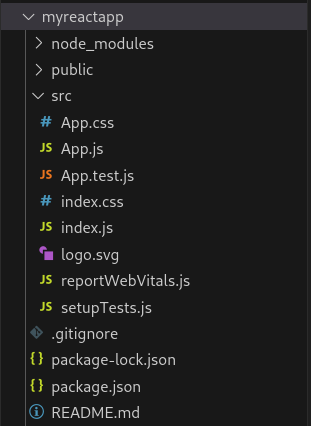 myreactapp
node_modules
public
src
# App.css
JS App.js
JS App.test.js
# index.css
JS index.js
logo.svg
JS reportWebVitals.js
JS setupTests.js
.gitignore
{} package-lock.json
{} package.json
README.md